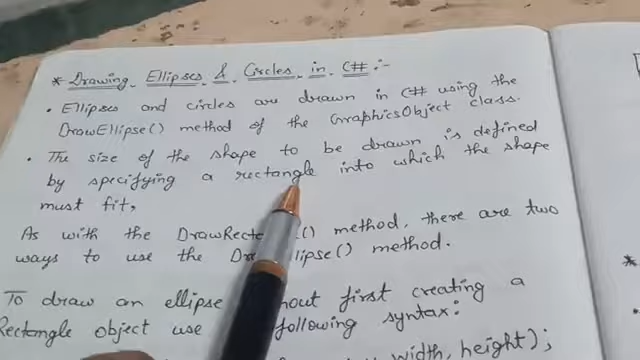 * Drawing Ellipses & Circles in C# :-
• Ellipses and circles are drawn in C# using the
DrawEllipse() method of the GraphicsObject class.
• The size of the shape to be drawn is defined
by specifying a rectangle into which the shape
must fit,
As with the DrawRect () method, there are two
ways to use the Dr llipse() method.
To draw an ellipse hout first creating a
Rectangle object use following syntax:
width, height);